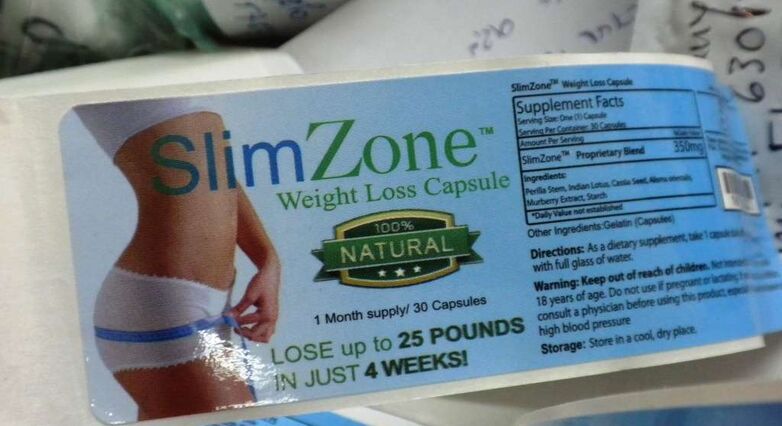 SlimZone™
Weight Loss Capsule
100%
NATURAL
1 Month supply/ 30 Capsules
LOSE up to 25 POUNDS
IN JUST 4 WEEKS!
SlimZone™ Weight Loss Capsule
Supplement Facts
Serving Size: One (1) Capsule
Serving Per Container: 30 Capsules
Amount Per Serving
SlimZone™ Proprietary Blend 350mg
Ingredients:
Perilla Stem, Indian Lotus, Cassia Seed, Alisma orientalis,
Murberry Extract, Starch
*Daily Value not established
Other Ingredients:Gelatin (Capsules)
Directions: As a dietary supplement, take 1 capsule
with full glass of water.
Warning: Keep out of reach of children. Not
18 years of age. Do not use if pregnant or lactating.
consult a physician before using this product,
high blood pressure
Storage: Store in a cool, dry place.
6301